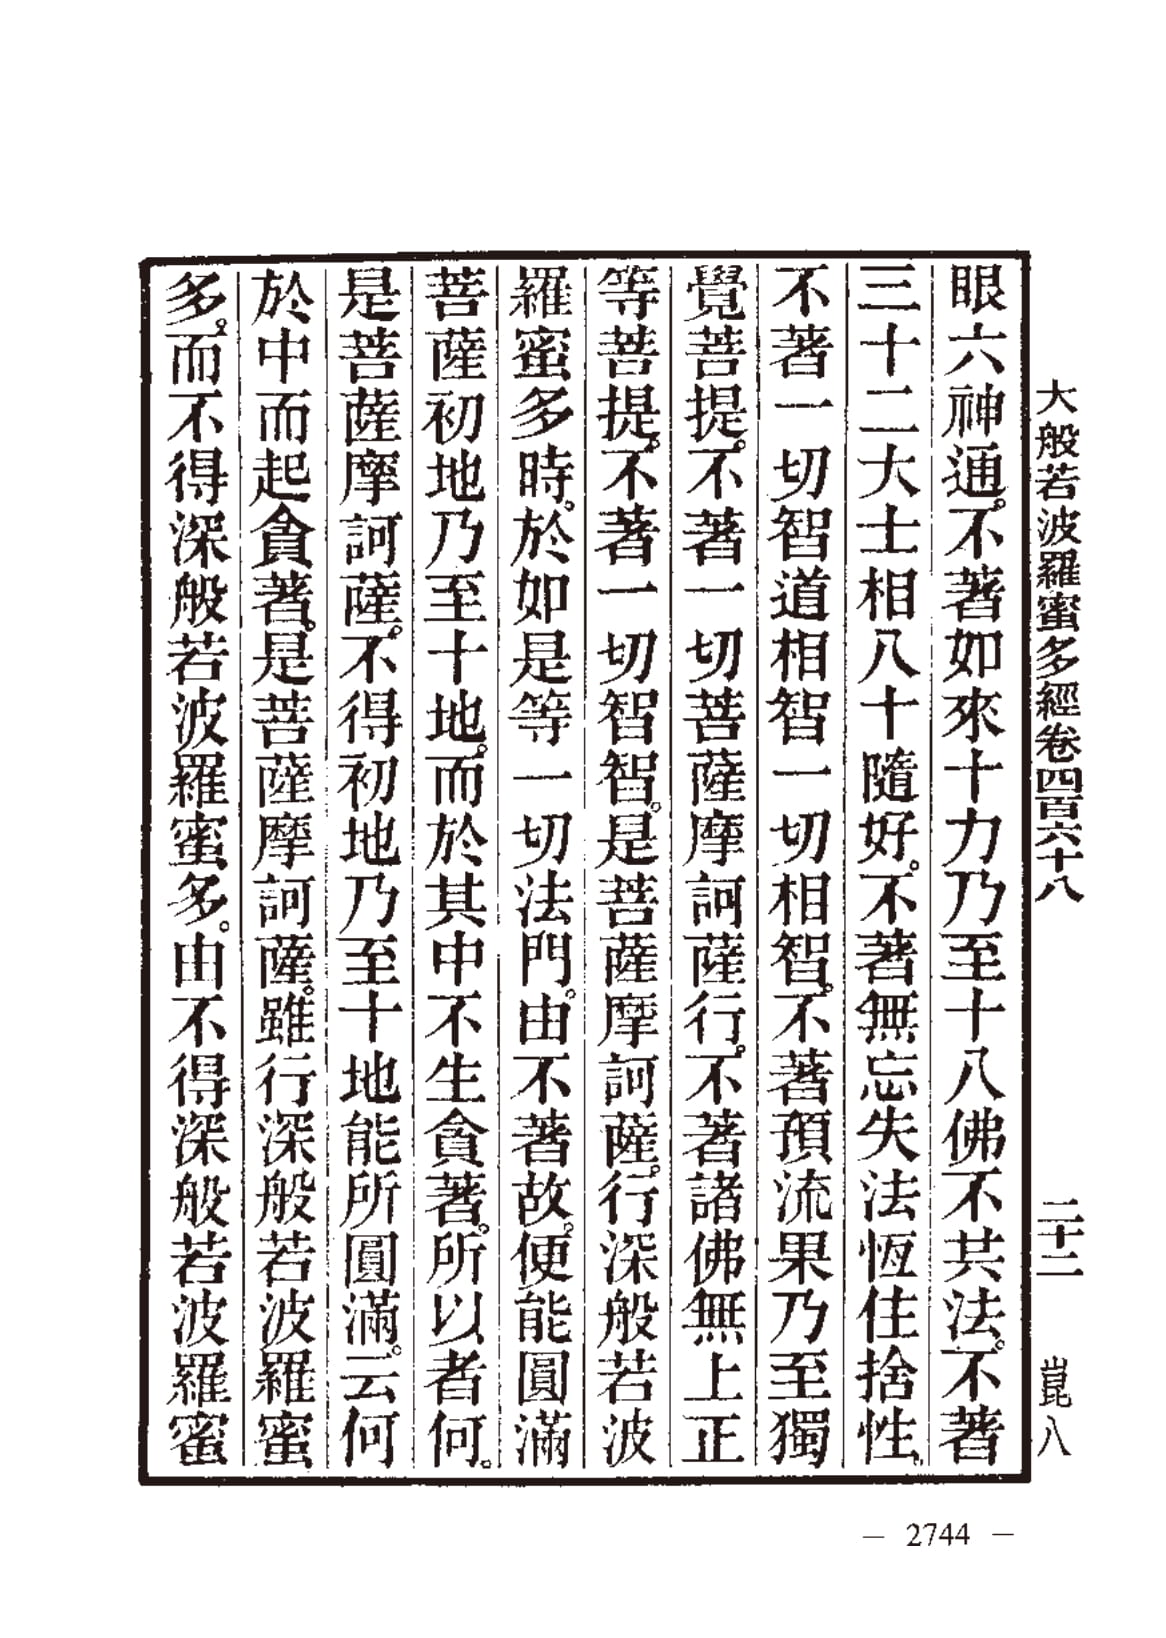 大般若波羅蜜多經卷四百六十八 二十二 崑八
眼六神通。不著如來十力乃至十八佛不共法。不著
三十二大士相八十隨好。不著無忘失法恆住捨性。
不著一切智道相智一切相智。不著預流果乃至獨
覺菩提。不著一切菩薩摩訶薩行。不著諸佛無上正
等菩提。不著一切智智。是菩薩摩訶薩。行深般若波
羅蜜多時。於如是等一切法門。由不著故。便能圓滿
菩薩初地乃至十地。而於其中不生貪著。所以者何。
是菩薩摩訶薩。不得初地乃至十地能所圓滿。云何
於中而起貪著。是菩薩摩訶薩。雖行深般若波羅蜜
多。而不得深般若波羅蜜多。由不得深般若波羅蜜
— 2744 —